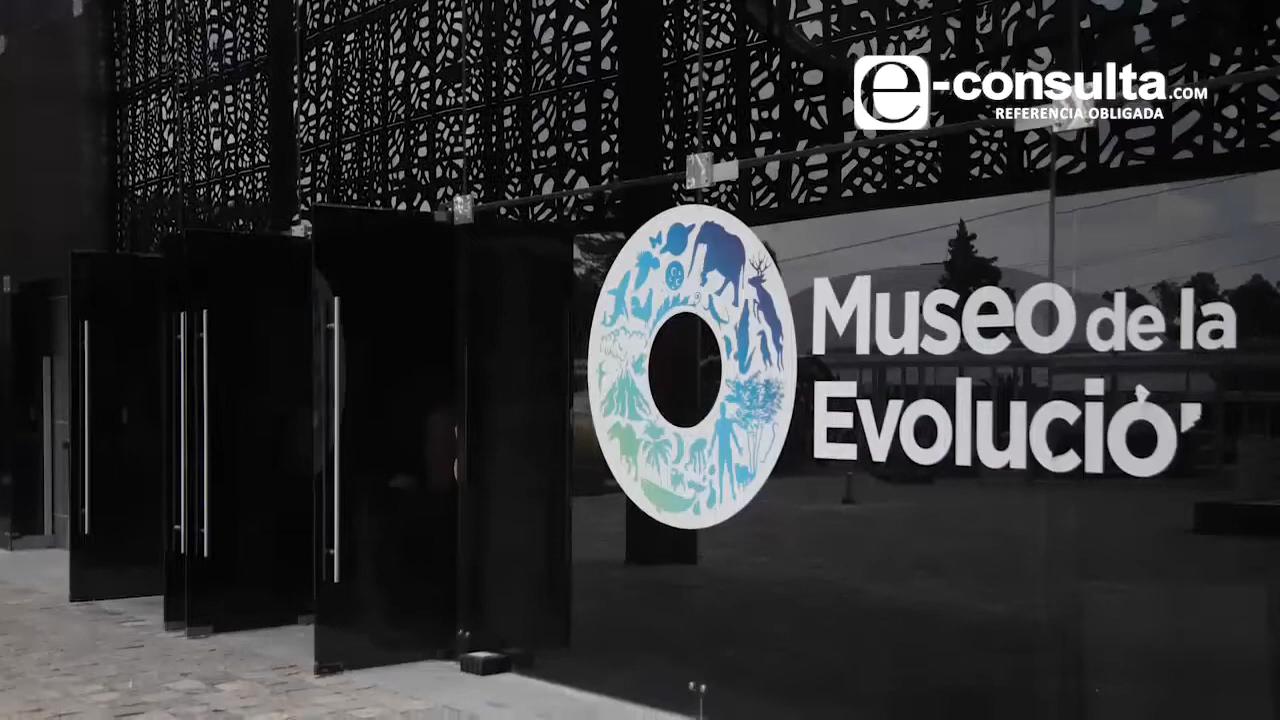 e-consulta.com
REFERENCIA OBLIGADA
Museo de la
Evolució